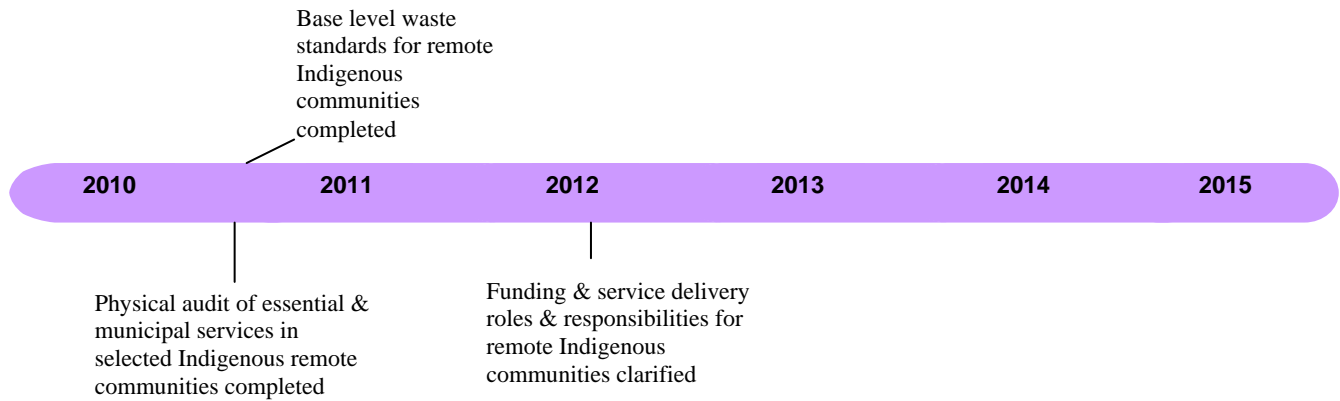 Base level waste
standards for remote
Indigenous
communities
completed
2010 2011 2012 2013 2014 2015
Physical audit of essential &
municipal services in
selected Indigenous remote
communities completed
Funding & service delivery
roles & responsibilities for
remote Indigenous
communities clarified